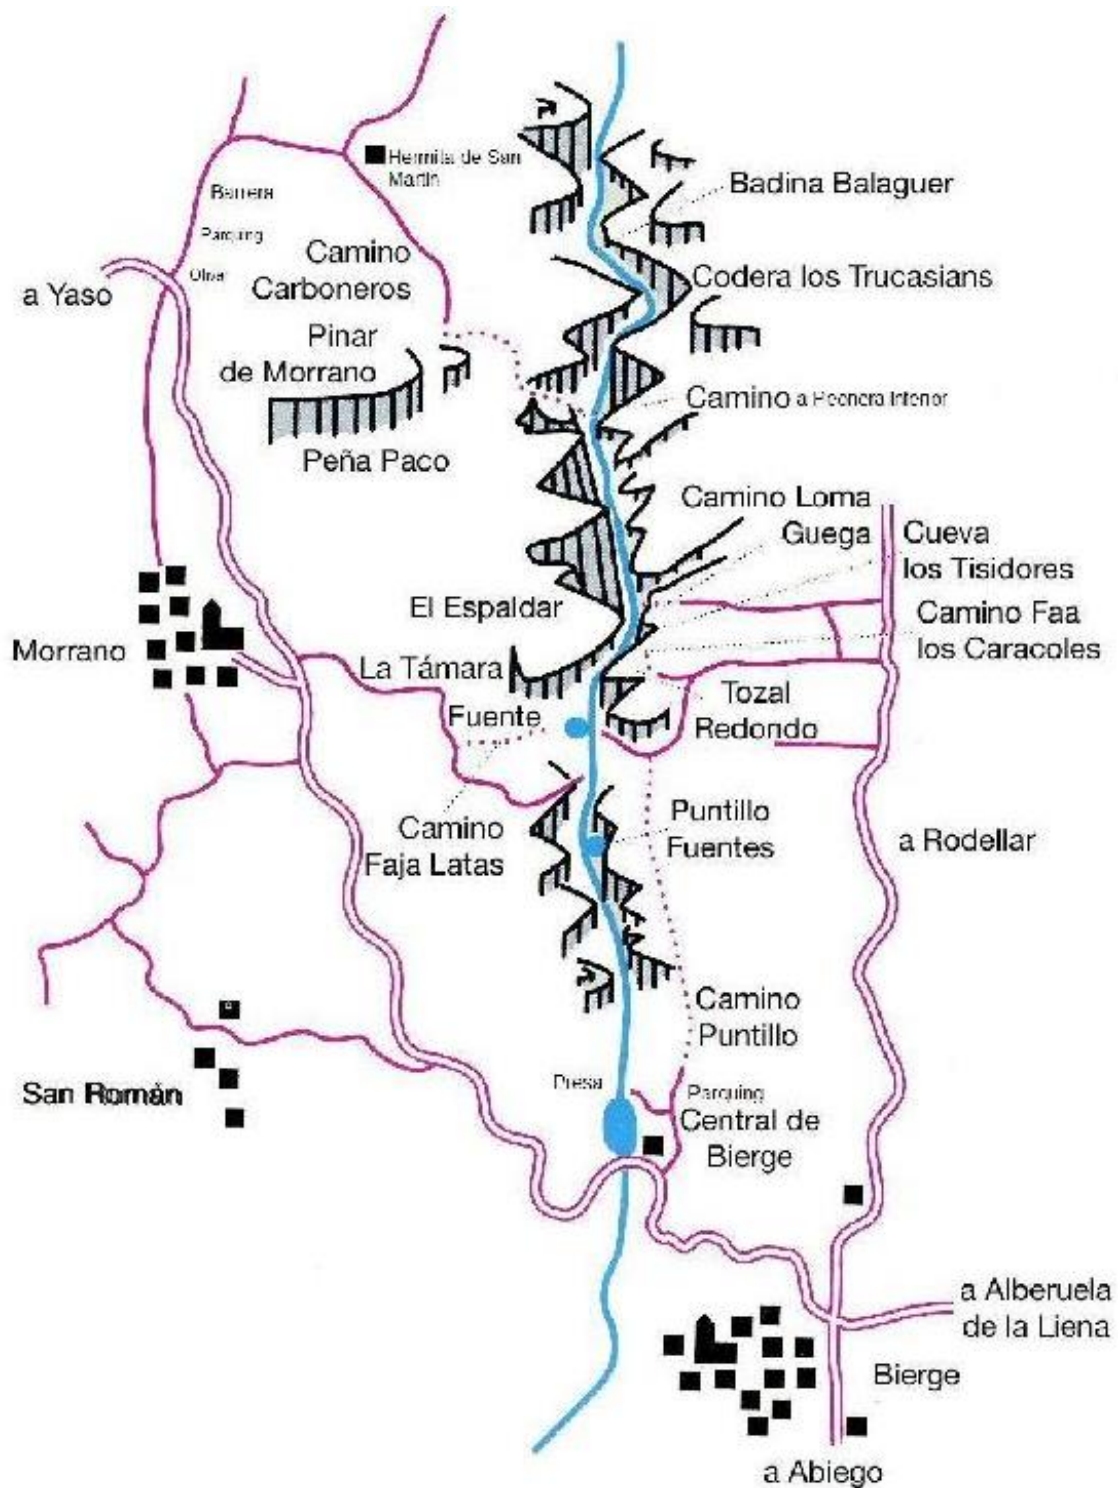 Hermita de San
Martin
Barrera
Badina Balaguer
Parquing
Camino
Carboneros
Olivar
a Yaso
Codera los Trucasians
Pinar
de Morrano
Camino a Peonera Inferior
Peña Paco
Camino Loma
Guega
Cueva
los Tisidores
El Espaldar
Camino Faa
los Caracoles
Morrano
La Támara
Tozal
Redondo
Fuente
Puntillo
Fuentes
Camino
Faja Latas
a Rodellar
Camino
Puntillo
San Román
Presa
Parquing
Central de
Bierge
a Alberuela
de la Liena
Bierge
a Abiego